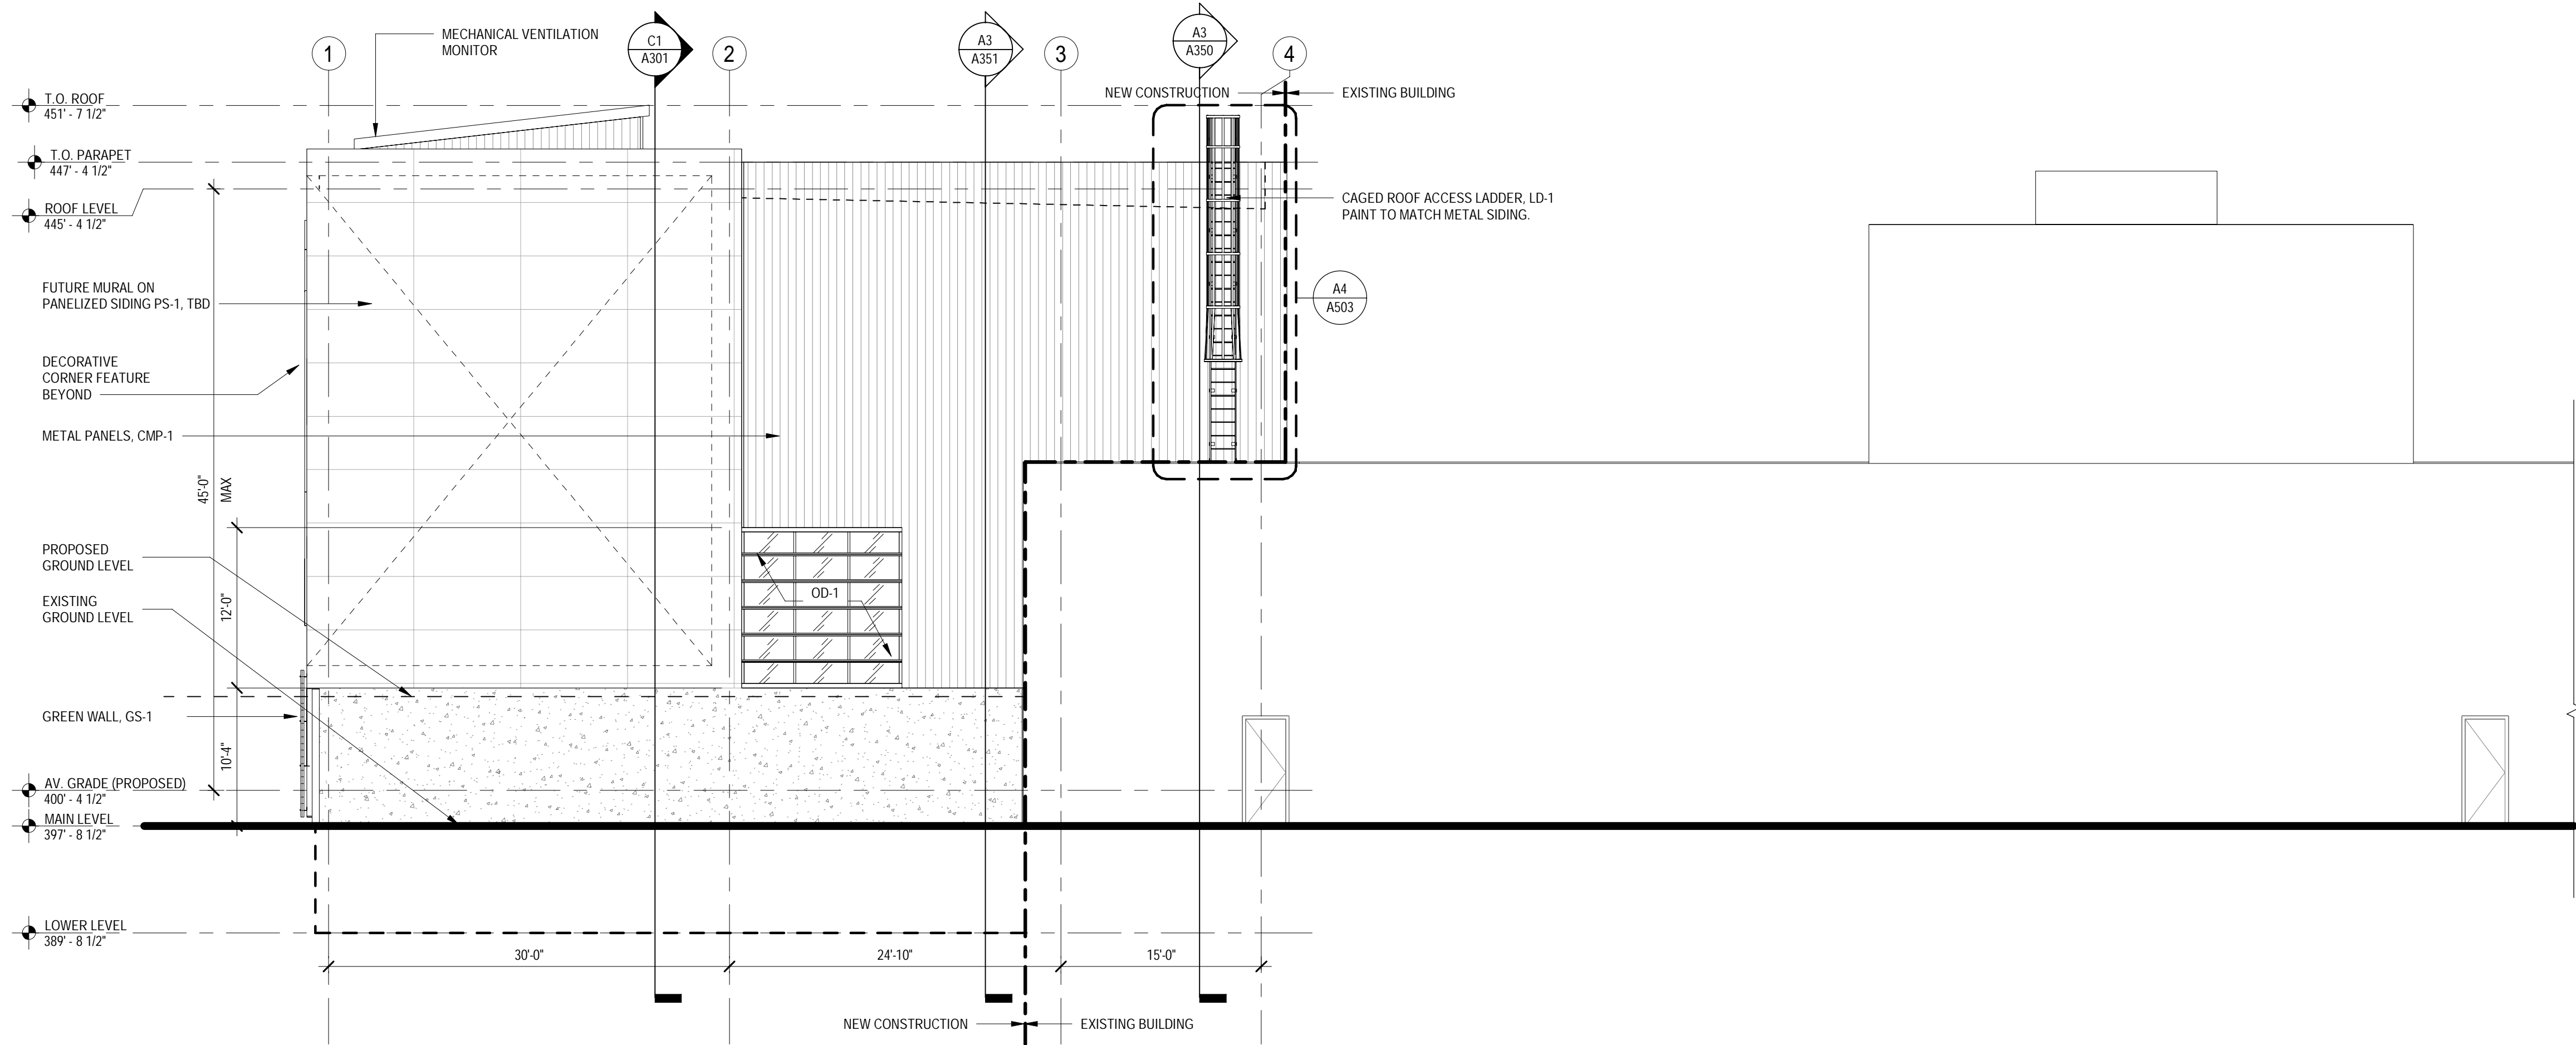 MECHANICAL VENTILATION
MONITOR
1
C1
A301
2
A3
A351
3
A3
A350
4
NEW CONSTRUCTION
EXISTING BUILDING
T.O. ROOF
451' - 7 1/2"
T.O. PARAPET
447' - 4 1/2"
ROOF LEVEL
445' - 4 1/2"
CAGED ROOF ACCESS LADDER, LD-1
PAINT TO MATCH METAL SIDING.
FUTURE MURAL ON
PANELIZED SIDING PS-1, TBD
A4
A503
DECORATIVE
CORNER FEATURE
BEYOND
METAL PANELS, CMP-1
45'-0"
MAX
PROPOSED
GROUND LEVEL
EXISTING
GROUND LEVEL
12'-0"
OD-1
GREEN WALL, GS-1
10'-4"
AV. GRADE (PROPOSED)
400' - 4 1/2"
MAIN LEVEL
397' - 8 1/2"
LOWER LEVEL
389' - 8 1/2"
30'-0"
24'-10"
15'-0"
NEW CONSTRUCTION
EXISTING BUILDING